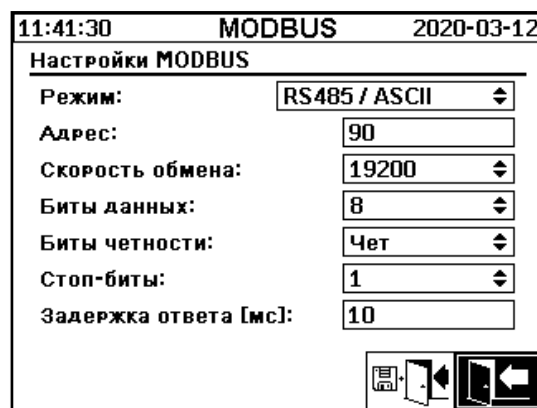 11:41:30 MODBUS 2020-03-12
Настройки MODBUS
Режим: RS485 / ASCII
Адрес: 90
Скорость обмена: 19200
Биты данных: 8
Биты четности: Чет
Стоп-биты: 1
Задержка ответа [мс]: 10